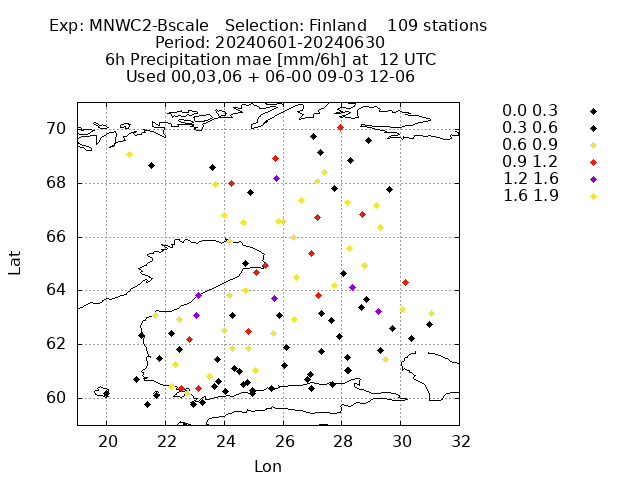 Exp: MNWC2-Bscale   Selection: Finland    109 stations
Period: 20240601-20240630
6h Precipitation mae [mm/6h] at  12 UTC
Used 00,03,06 + 06-00 09-03 12-06
0.0 0.3
0.3 0.6
0.6 0.9
0.9 1.2
1.2 1.6
1.6 1.9
70
68
66
64
62
60
Lat
20 22 24 26 28 30 32
Lon